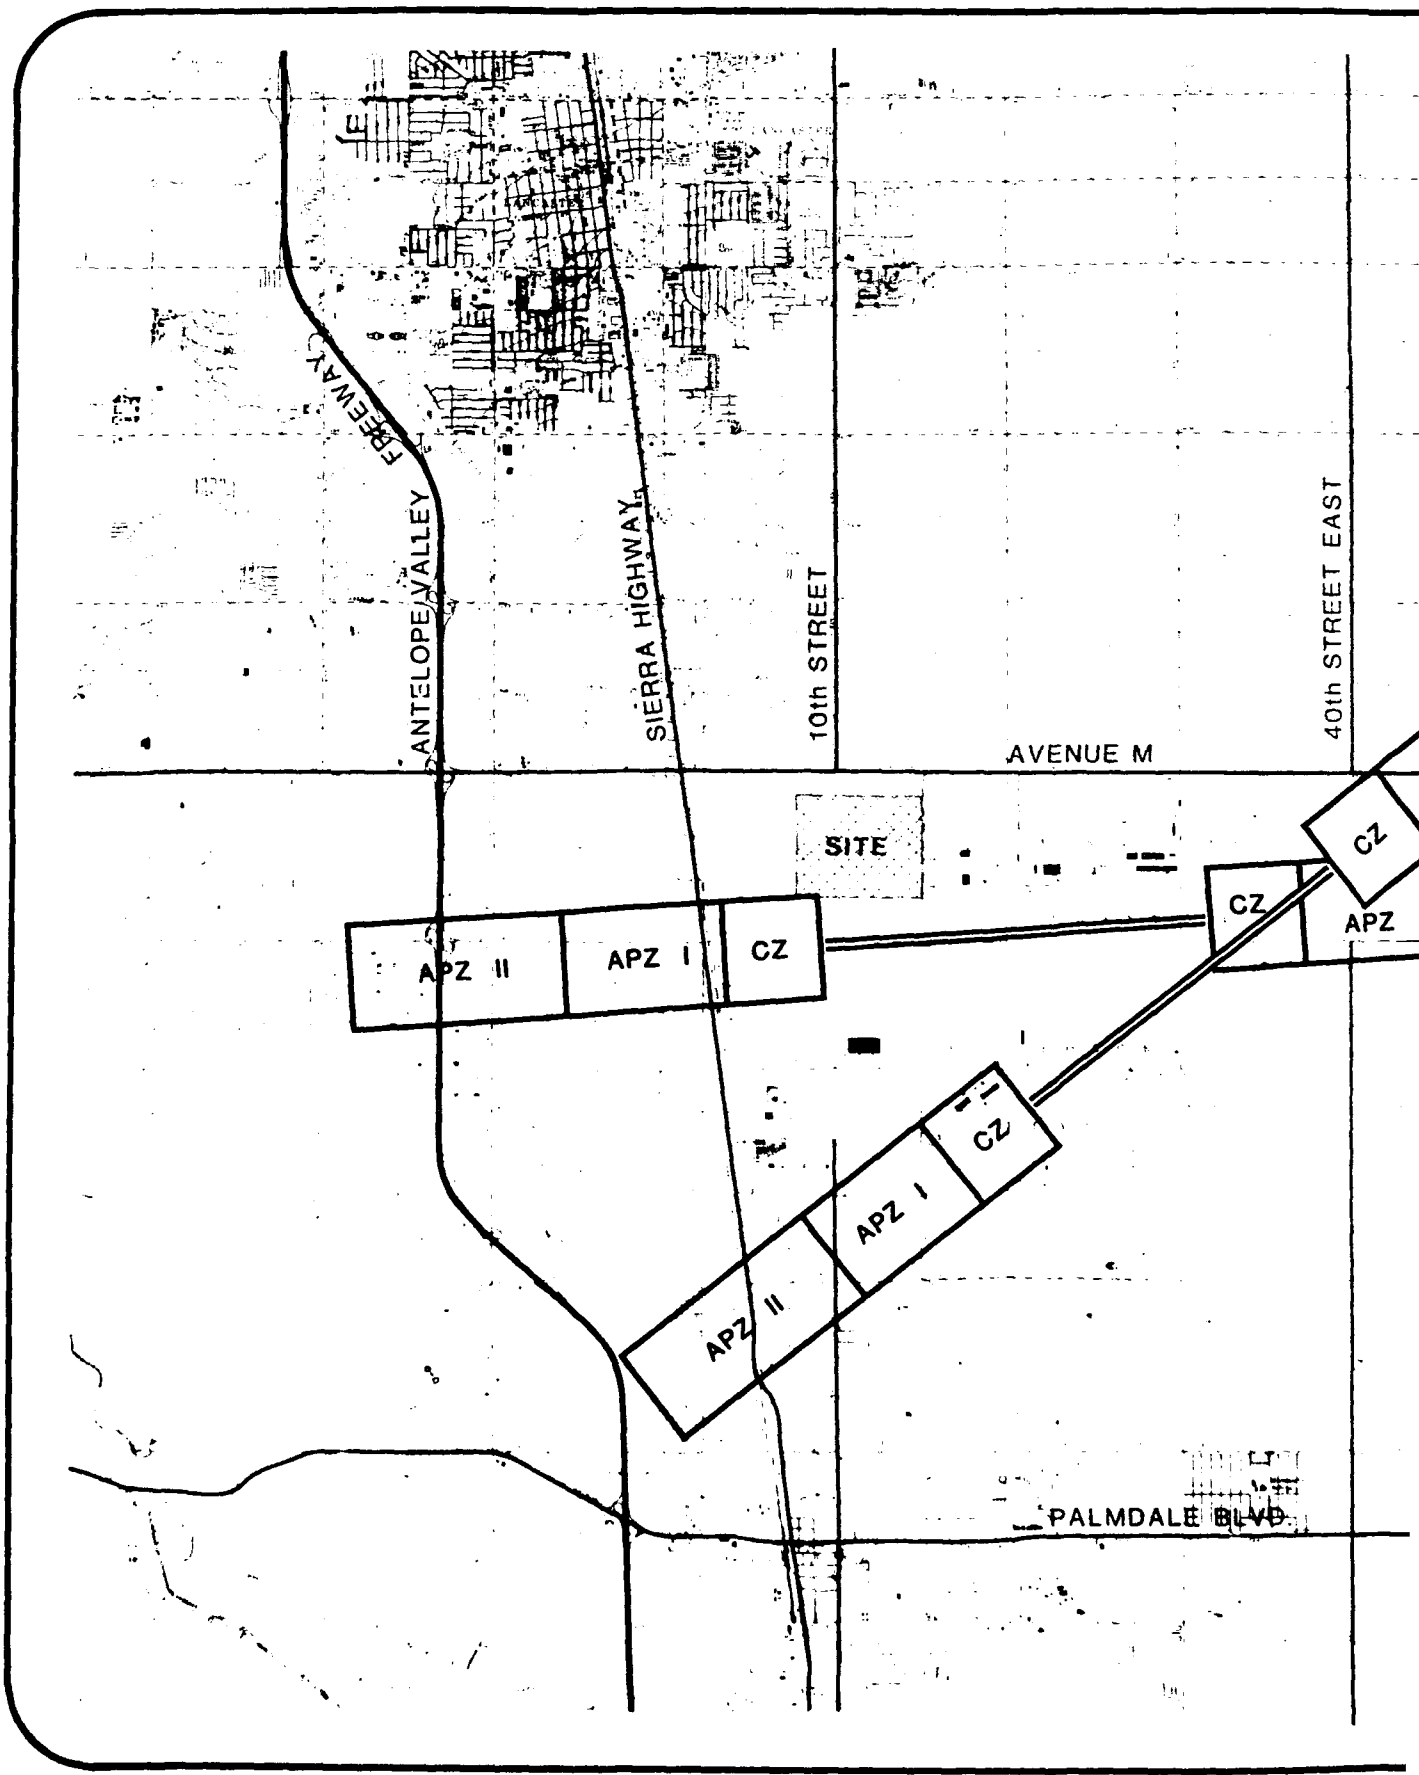 LANCASTER
FREEWAY
ANTELOPE VALLEY
SIERRA HIGHWAY
10th STREET
40th STREET EAST
AVENUE M
SITE
CZ
CZ
APZ
APZ II
APZ I
CZ
CZ
APZ I
APZ II
PALMDALE BLVD.